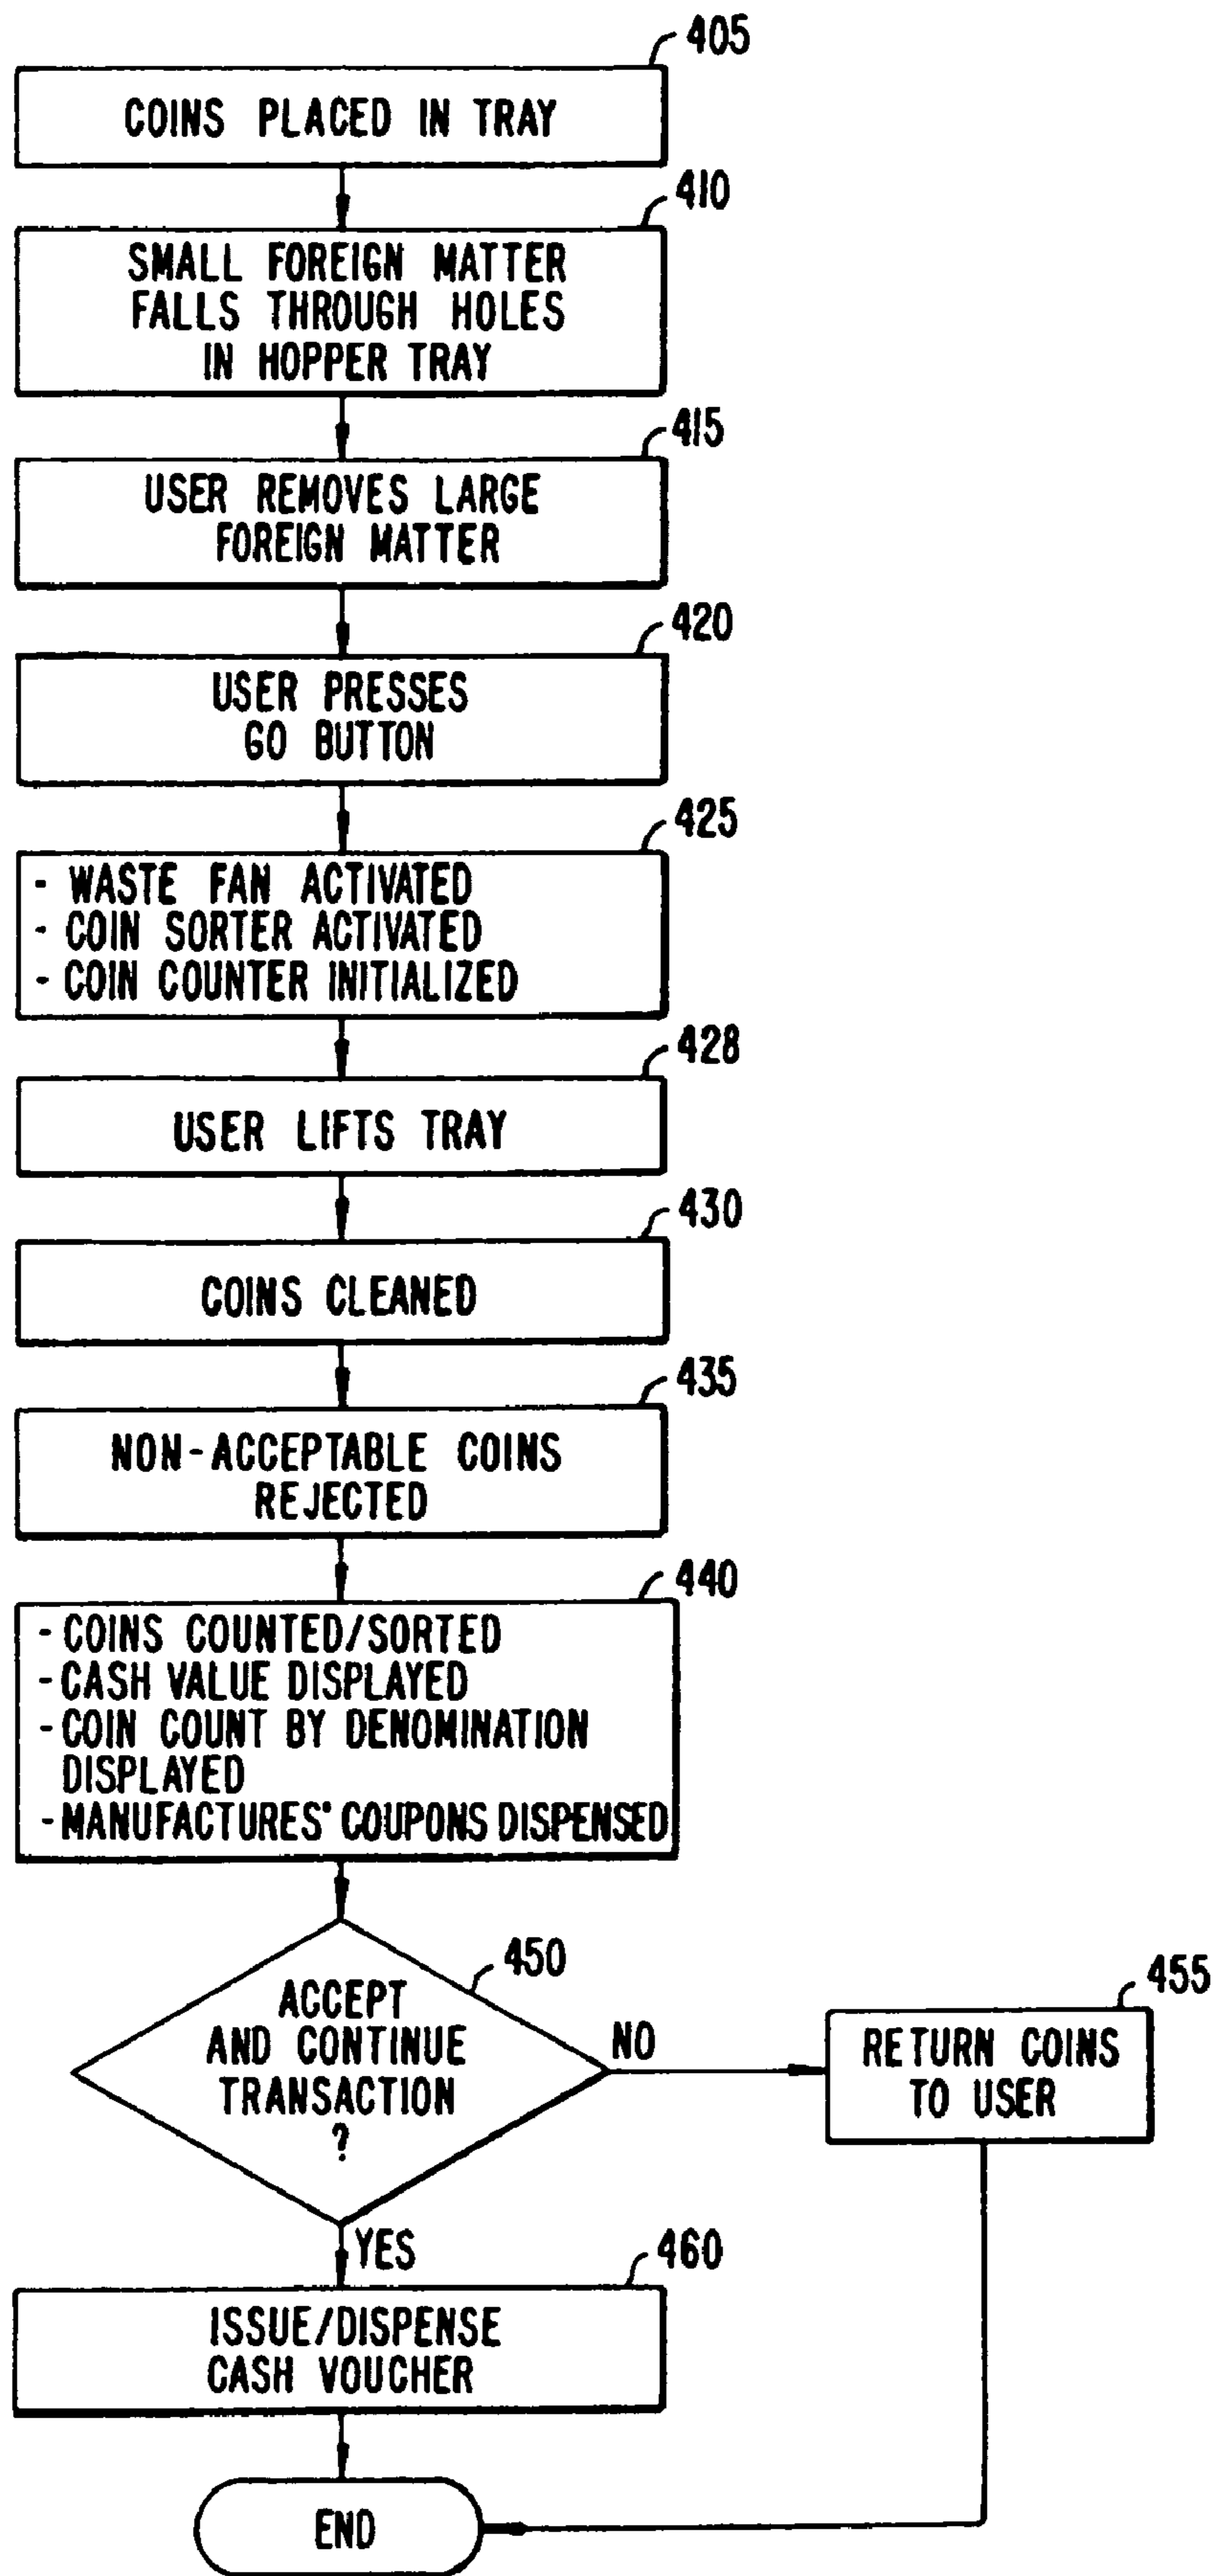 405
COINS PLACED IN TRAY
410
SMALL FOREIGN MATTER
FALLS THROUGH HOLES
IN HOPPER TRAY
415
USER REMOVES LARGE
FOREIGN MATTER
420
USER PRESSES
GO BUTTON
425
- WASTE FAN ACTIVATED
- COIN SORTER ACTIVATED
- COIN COUNTER INITIALIZED
428
USER LIFTS TRAY
430
COINS CLEANED
435
NON-ACCEPTABLE COINS
REJECTED
440
- COINS COUNTED/SORTED
- CASH VALUE DISPLAYED
- COIN COUNT BY DENOMINATION
DISPLAYED
- MANUFACTURES' COUPONS DISPENSED
450
ACCEPT
AND CONTINUE
TRANSACTION
?
NO
455
RETURN COINS
TO USER
YES
460
ISSUE/DISPENSE
CASH VOUCHER
END